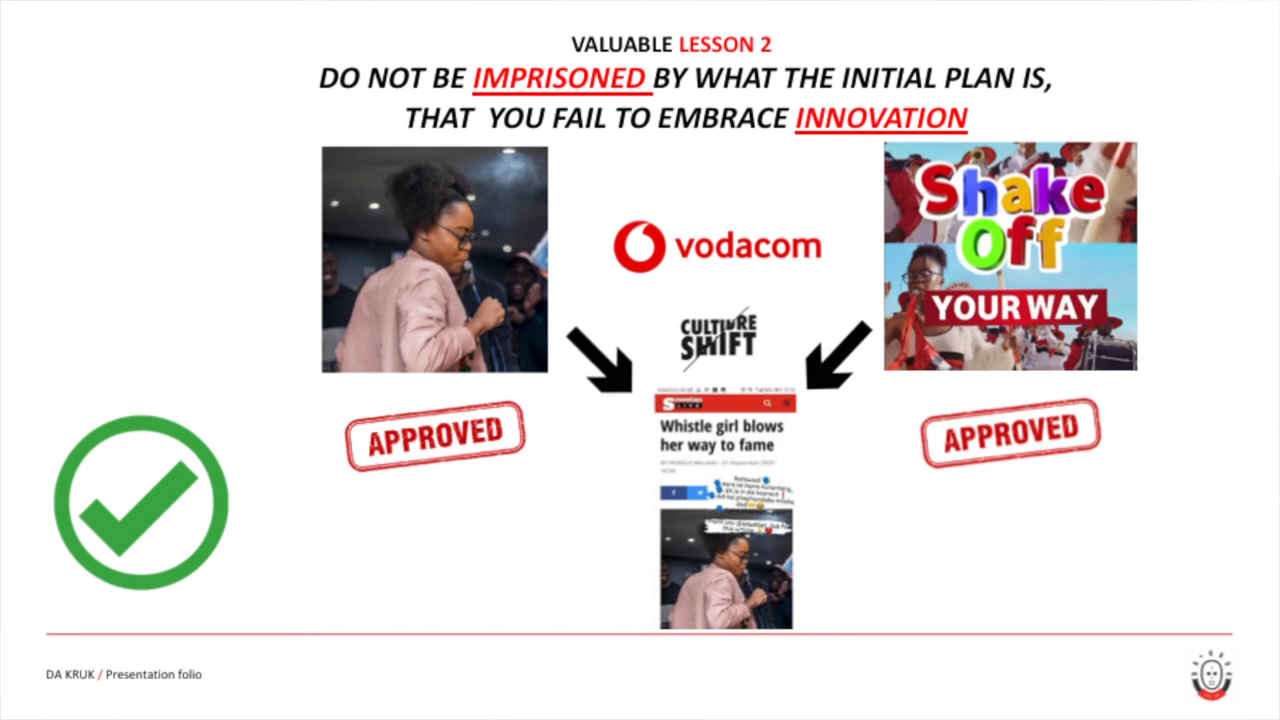 VALUABLE LESSON 2
DO NOT BE IMPRISONED BY WHAT THE INITIAL PLAN IS,
THAT YOU FAIL TO EMBRACE INNOVATION
Shake
Off
YOUR WAY
vodacom
CULTURE
SHIFT
Sowetan
LIVE
Whistle girl blows
her way to fame
APPROVED
APPROVED
DA KRUK / Presentation folio